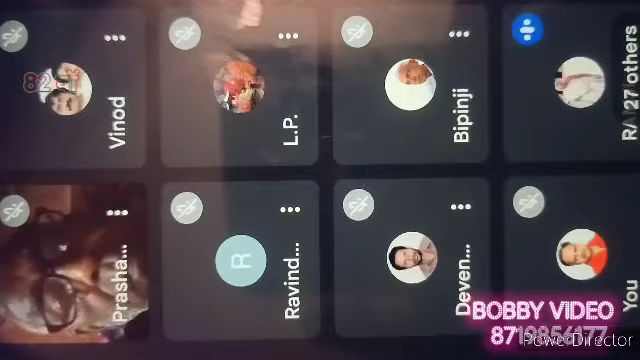 Vinod
L.P.
Bipinji
27 others
Prasha...
R
Ravind...
Deven...
You
BOBBY VIDEO
PowerDirector